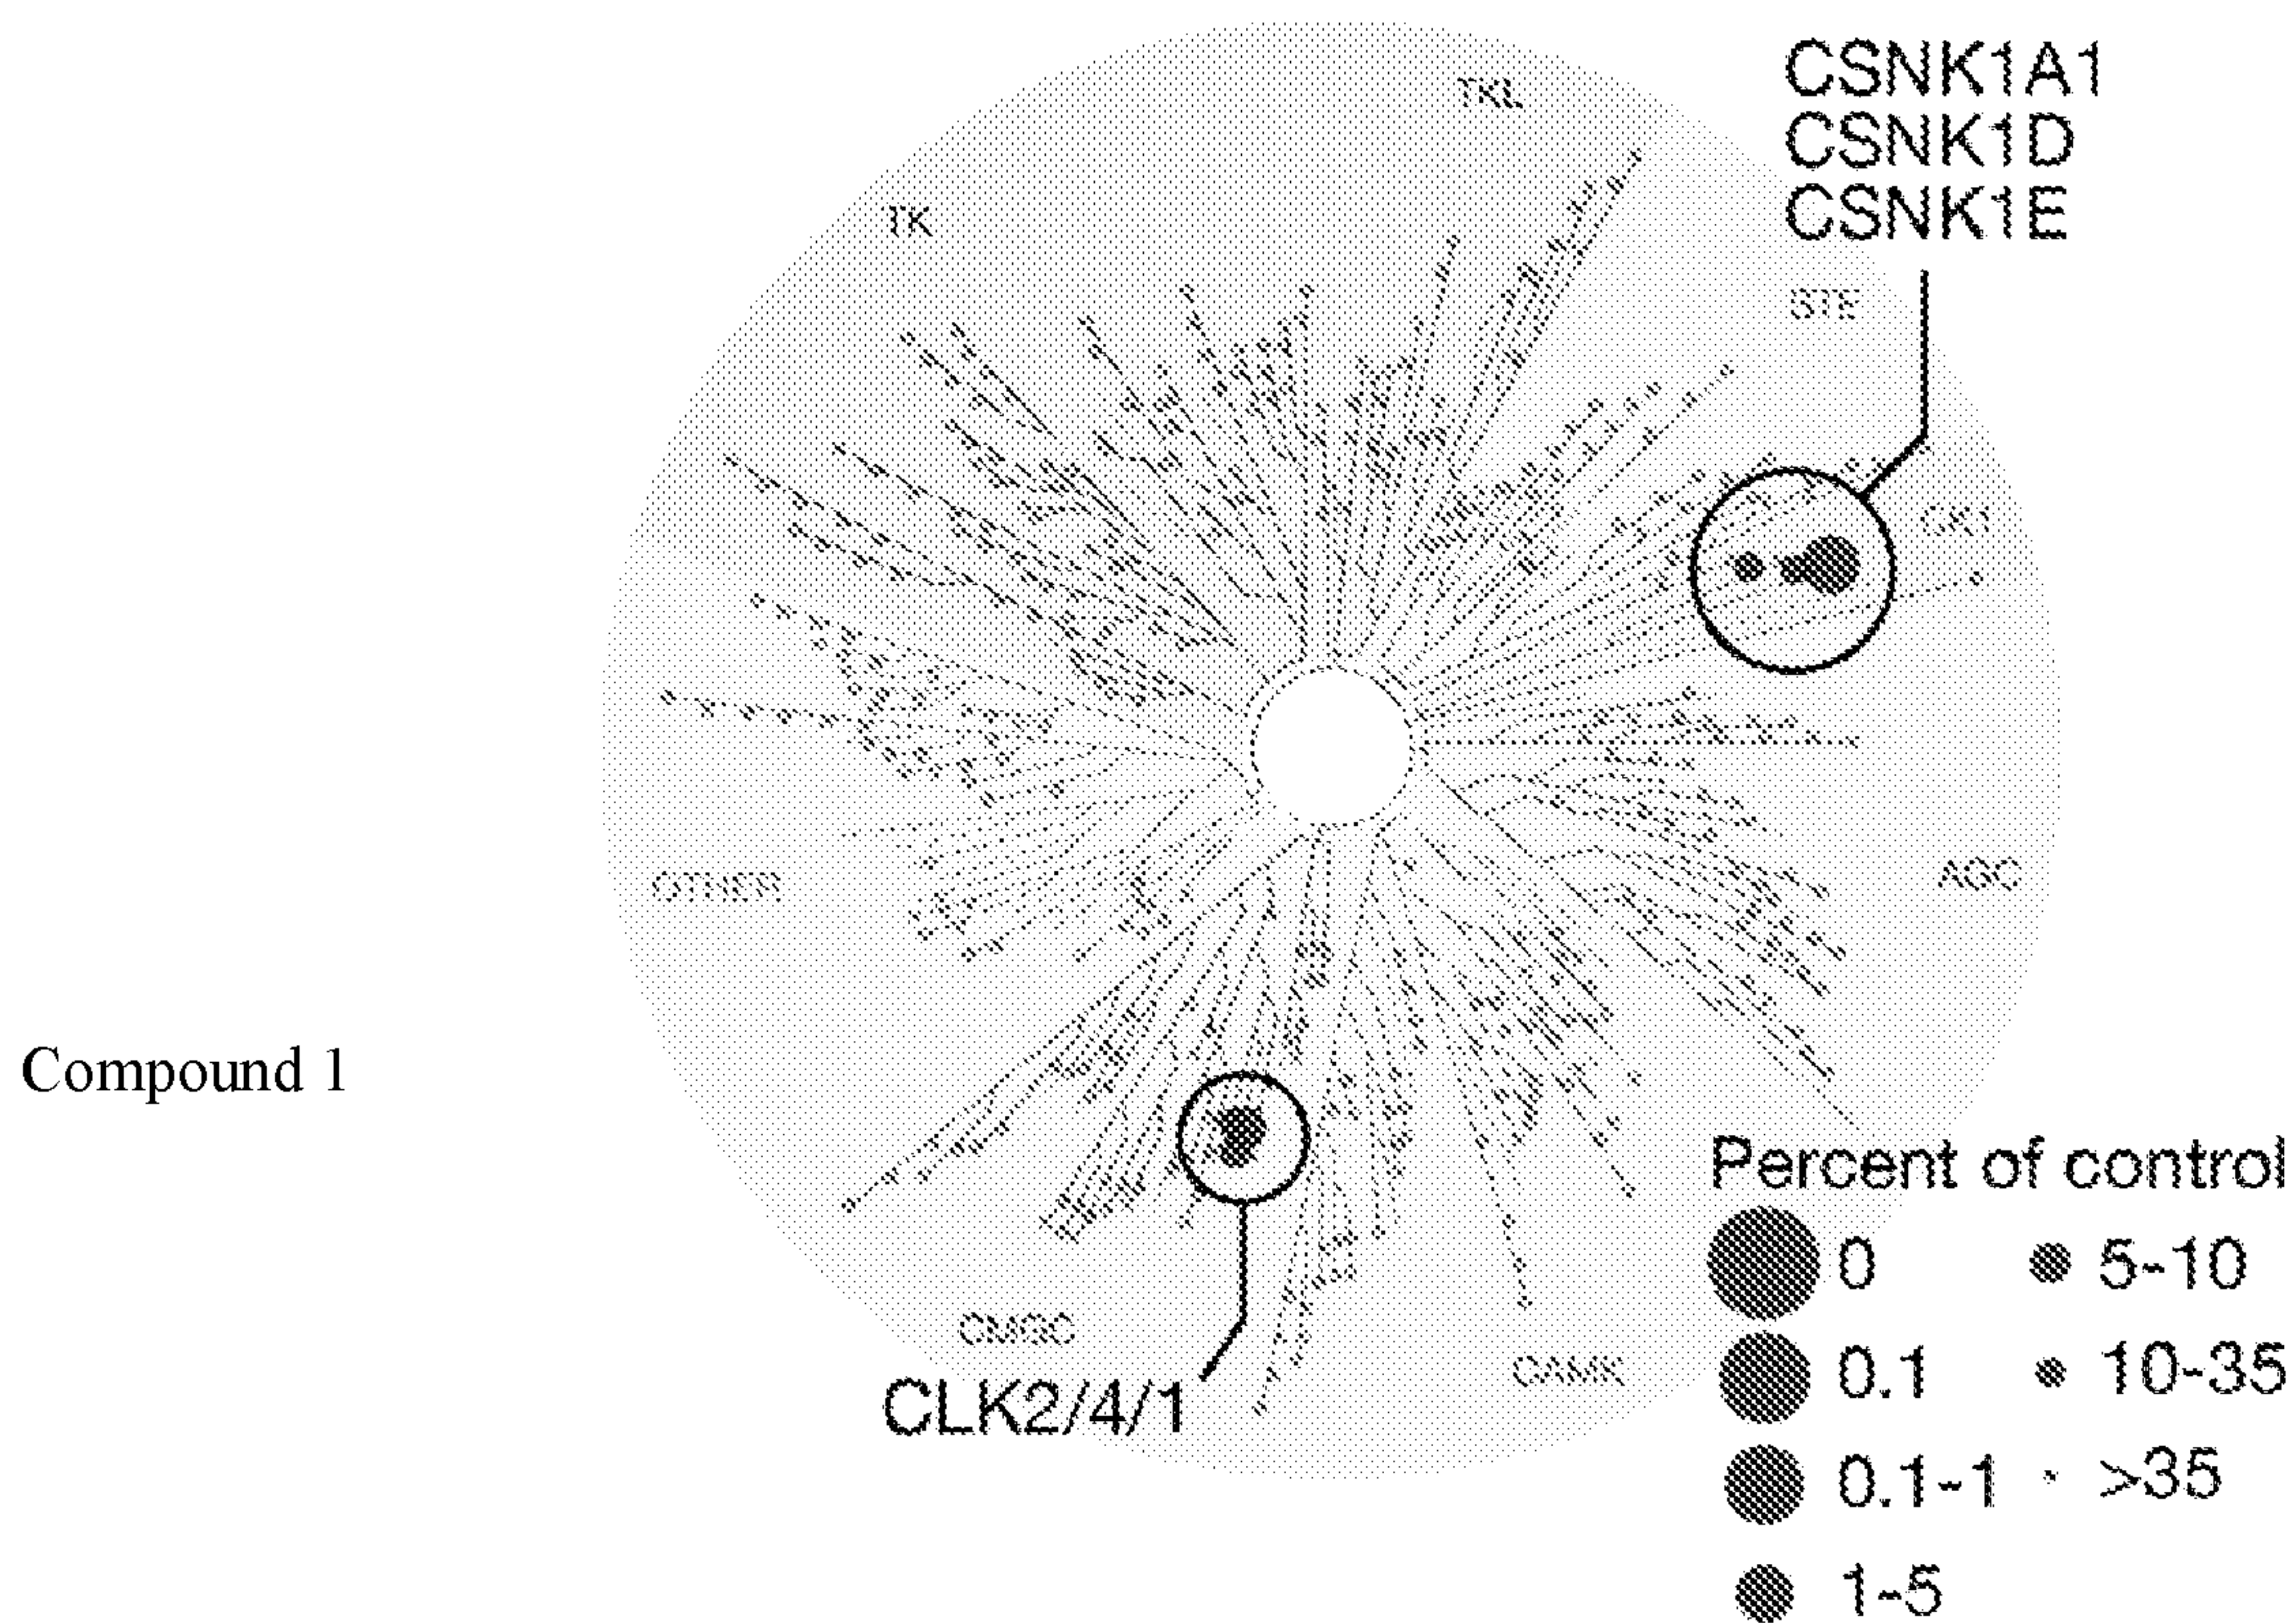 TKL
CSNK1A1
CSNK1D
CSNK1E
TK
STE
CK1
OTHER
AGC
Compound 1
CMGC
CAMK
CLK2/4/1
Percent of control
0
5-10
0.1
10-35
0.1-1
>35
1-5